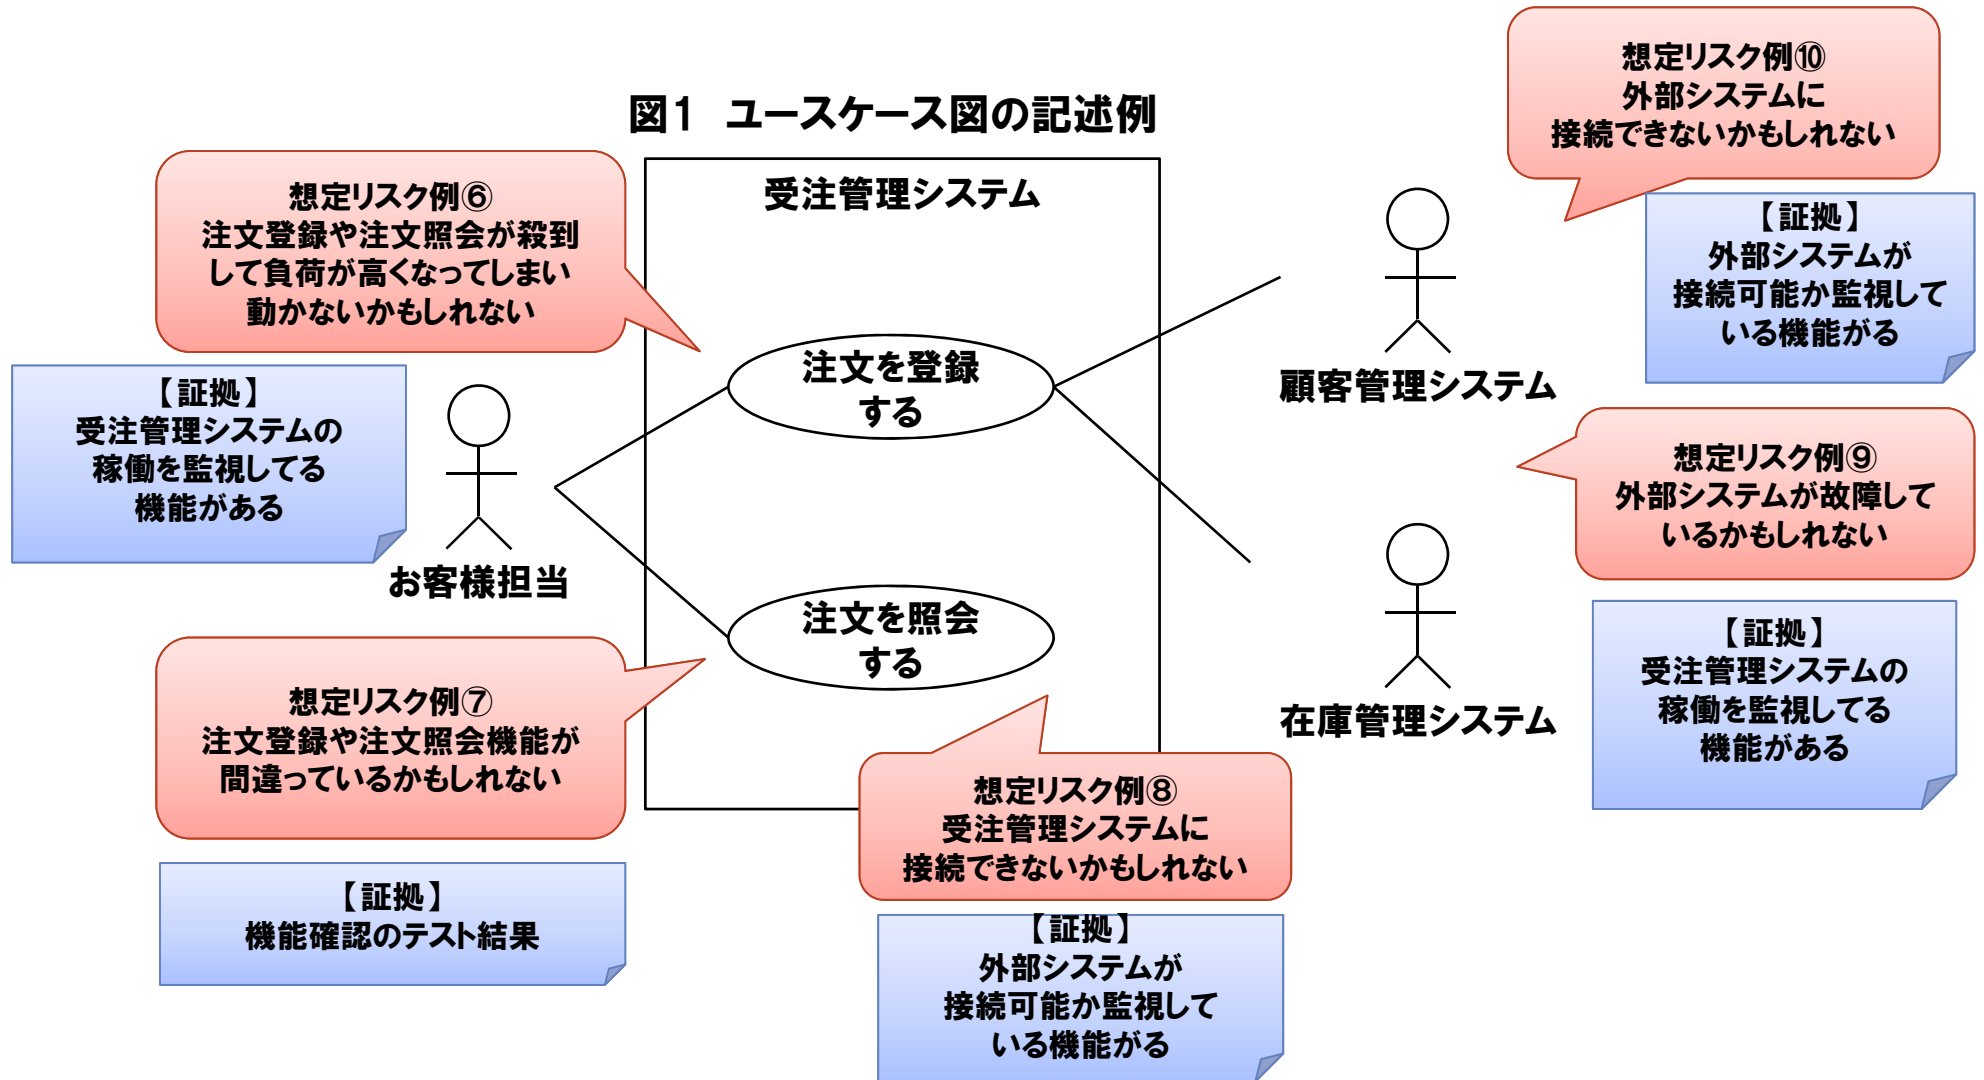 図1　ユースケース図の記述例
受注管理システム
想定リスク例⑥
注文登録や注文照会が殺到
して負荷が高くなってしまい
動かないかもしれない
【証拠】
受注管理システムの
稼働を監視してる
機能がある
お客様担当
注文を登録
する
注文を照会
する
想定リスク例⑦
注文登録や注文照会機能が
間違っているかもしれない
【証拠】
機能確認のテスト結果
想定リスク例⑧
受注管理システムに
接続できないかもしれない
【証拠】
外部システムが
接続可能か監視して
いる機能がる
想定リスク例⑩
外部システムに
接続できないかもしれない
【証拠】
外部システムが
接続可能か監視して
いる機能がる
顧客管理システム
想定リスク例⑨
外部システムが故障して
いるかもしれない
【証拠】
受注管理システムの
稼働を監視してる
機能がある
在庫管理システム